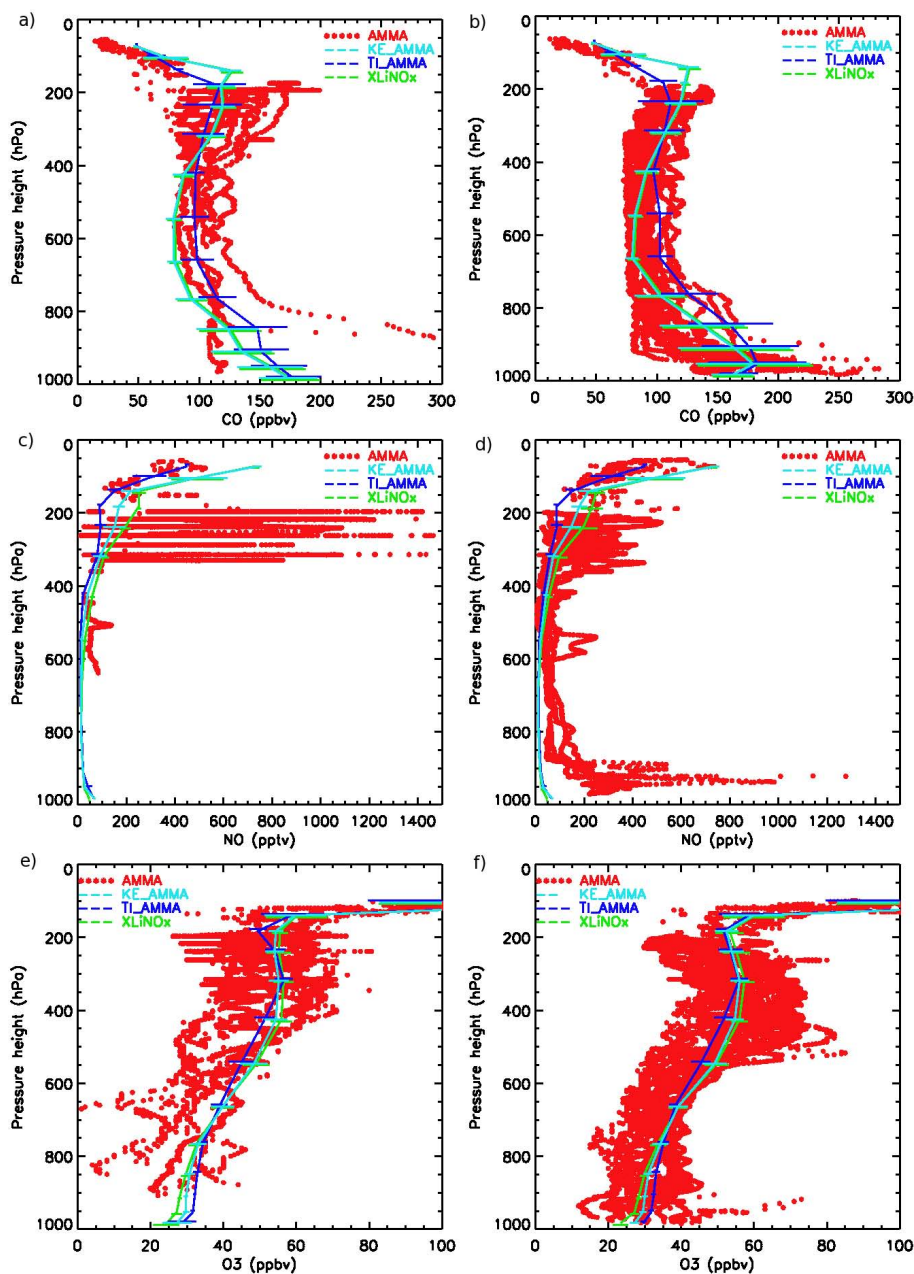 a)
AMMA
KE_AMMA
TI_AMMA
XLiNOx
0
200
400
600
800
1000
Pressure height (hPa)
0 50 100 150 200 250 300
CO (ppbv)
b)
AMMA
KE_AMMA
TI_AMMA
XLiNOx
0
200
400
600
800
1000
Pressure height (hPa)
0 50 100 150 200 250 300
CO (ppbv)
c)
AMMA
KE_AMMA
TI_AMMA
XLiNOx
0
200
400
600
800
1000
Pressure height (hPa)
0 200 400 600 800 1000 1200 1400
NO (pptv)
d)
AMMA
KE_AMMA
TI_AMMA
XLiNOx
0
200
400
600
800
1000
Pressure height (hPa)
0 200 400 600 800 1000 1200 1400
NO (pptv)
e)
AMMA
KE_AMMA
TI_AMMA
XLiNOx
0
200
400
600
800
1000
Pressure height (hPa)
0 20 40 60 80 100
O3 (ppbv)
f)
AMMA
KE_AMMA
TI_AMMA
XLiNOx
0
200
400
600
800
1000
Pressure height (hPa)
0 20 40 60 80 100
O3 (ppbv)